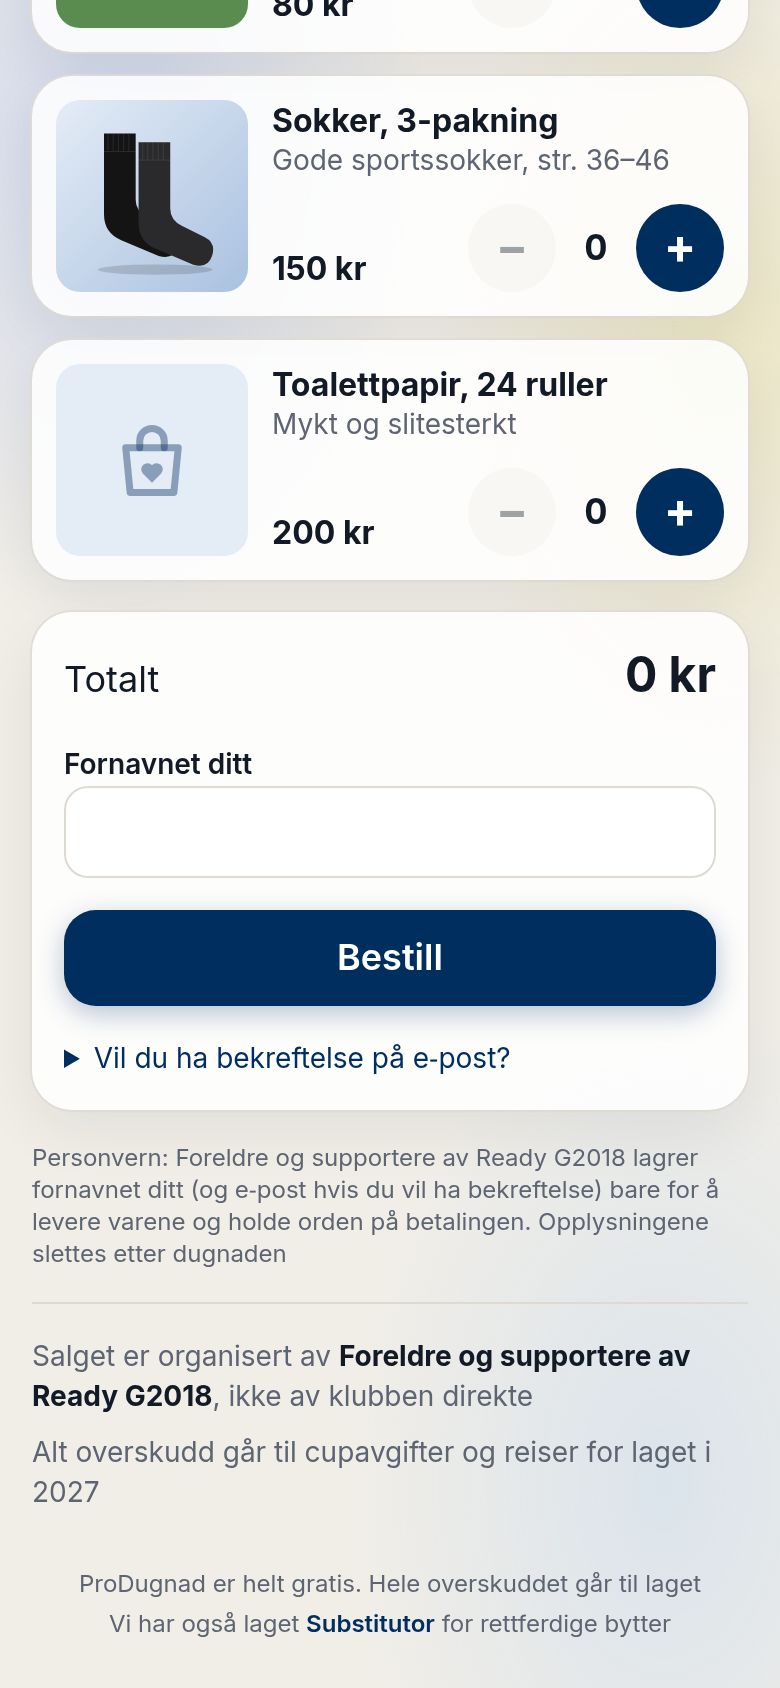 80 kr
Sokker, 3-pakning
Gode sportssokker, str. 36–46
150 kr
− 0 +
Toalettpapir, 24 ruller
Mykt og slitesterkt
200 kr
− 0 +
Totalt 0 kr
Fornavnet ditt
Bestill
Vil du ha bekreftelse på e-post?
Personvern: Foreldre og supportere av Ready G2018 lagrer
fornavnet ditt (og e-post hvis du vil ha bekreftelse) bare for å
levere varene og holde orden på betalingen. Opplysningene
slettes etter dugnaden
Salget er organisert av Foreldre og supportere av
Ready G2018, ikke av klubben direkte
Alt overskudd går til cupavgifter og reiser for laget i
2027
ProDugnad er helt gratis. Hele overskuddet går til laget
Vi har også laget Substitutor for rettferdige bytter